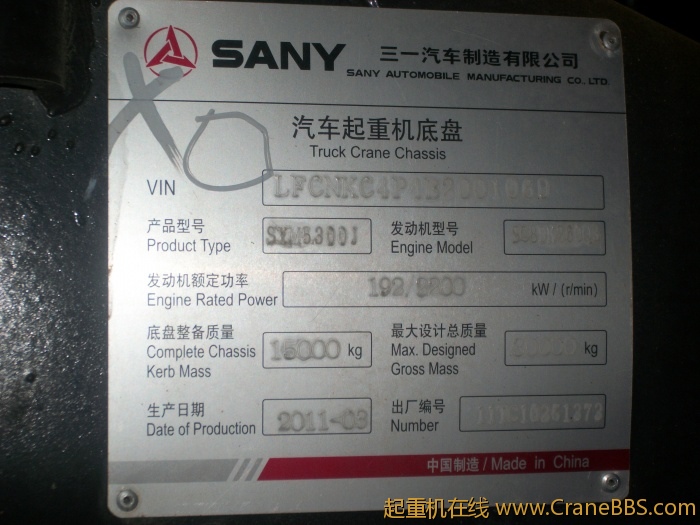 SANY 三一汽车制造有限公司
SANY AUTOMOBILE MANUFACTURING CO., LTD.
XO
汽车起重机底盘
Truck Crane Chassis
VIN
产品型号 发动机型号
Product Type SYM5300J Engine Model
发动机额定功率
Engine Rated Power kW / (r/min)
底盘整备质量 最大设计总质量
Complete Chassis 16000 kg Max. Designed kg
Kerb Mass Gross Mass
生产日期 出厂编号
Date of Production 2011-03 Number
中国制造 / Made in China
起重机在线 www.CraneBBS.com